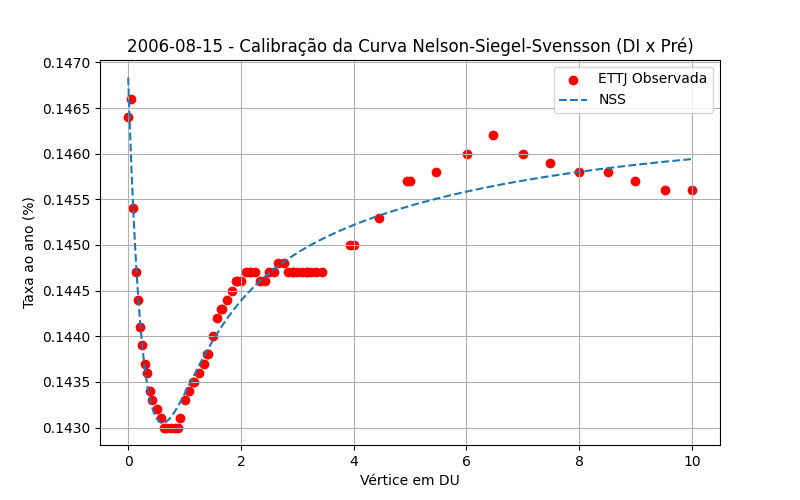 2006-08-15 - Calibração da Curva Nelson-Siegel-Svensson (DI x Pré)
ETTJ Observada
NSS
Taxa ao ano (%)
0.1470
0.1465
0.1460
0.1455
0.1450
0.1445
0.1440
0.1435
0.1430
0 2 4 6 8 10
Vértice em DU